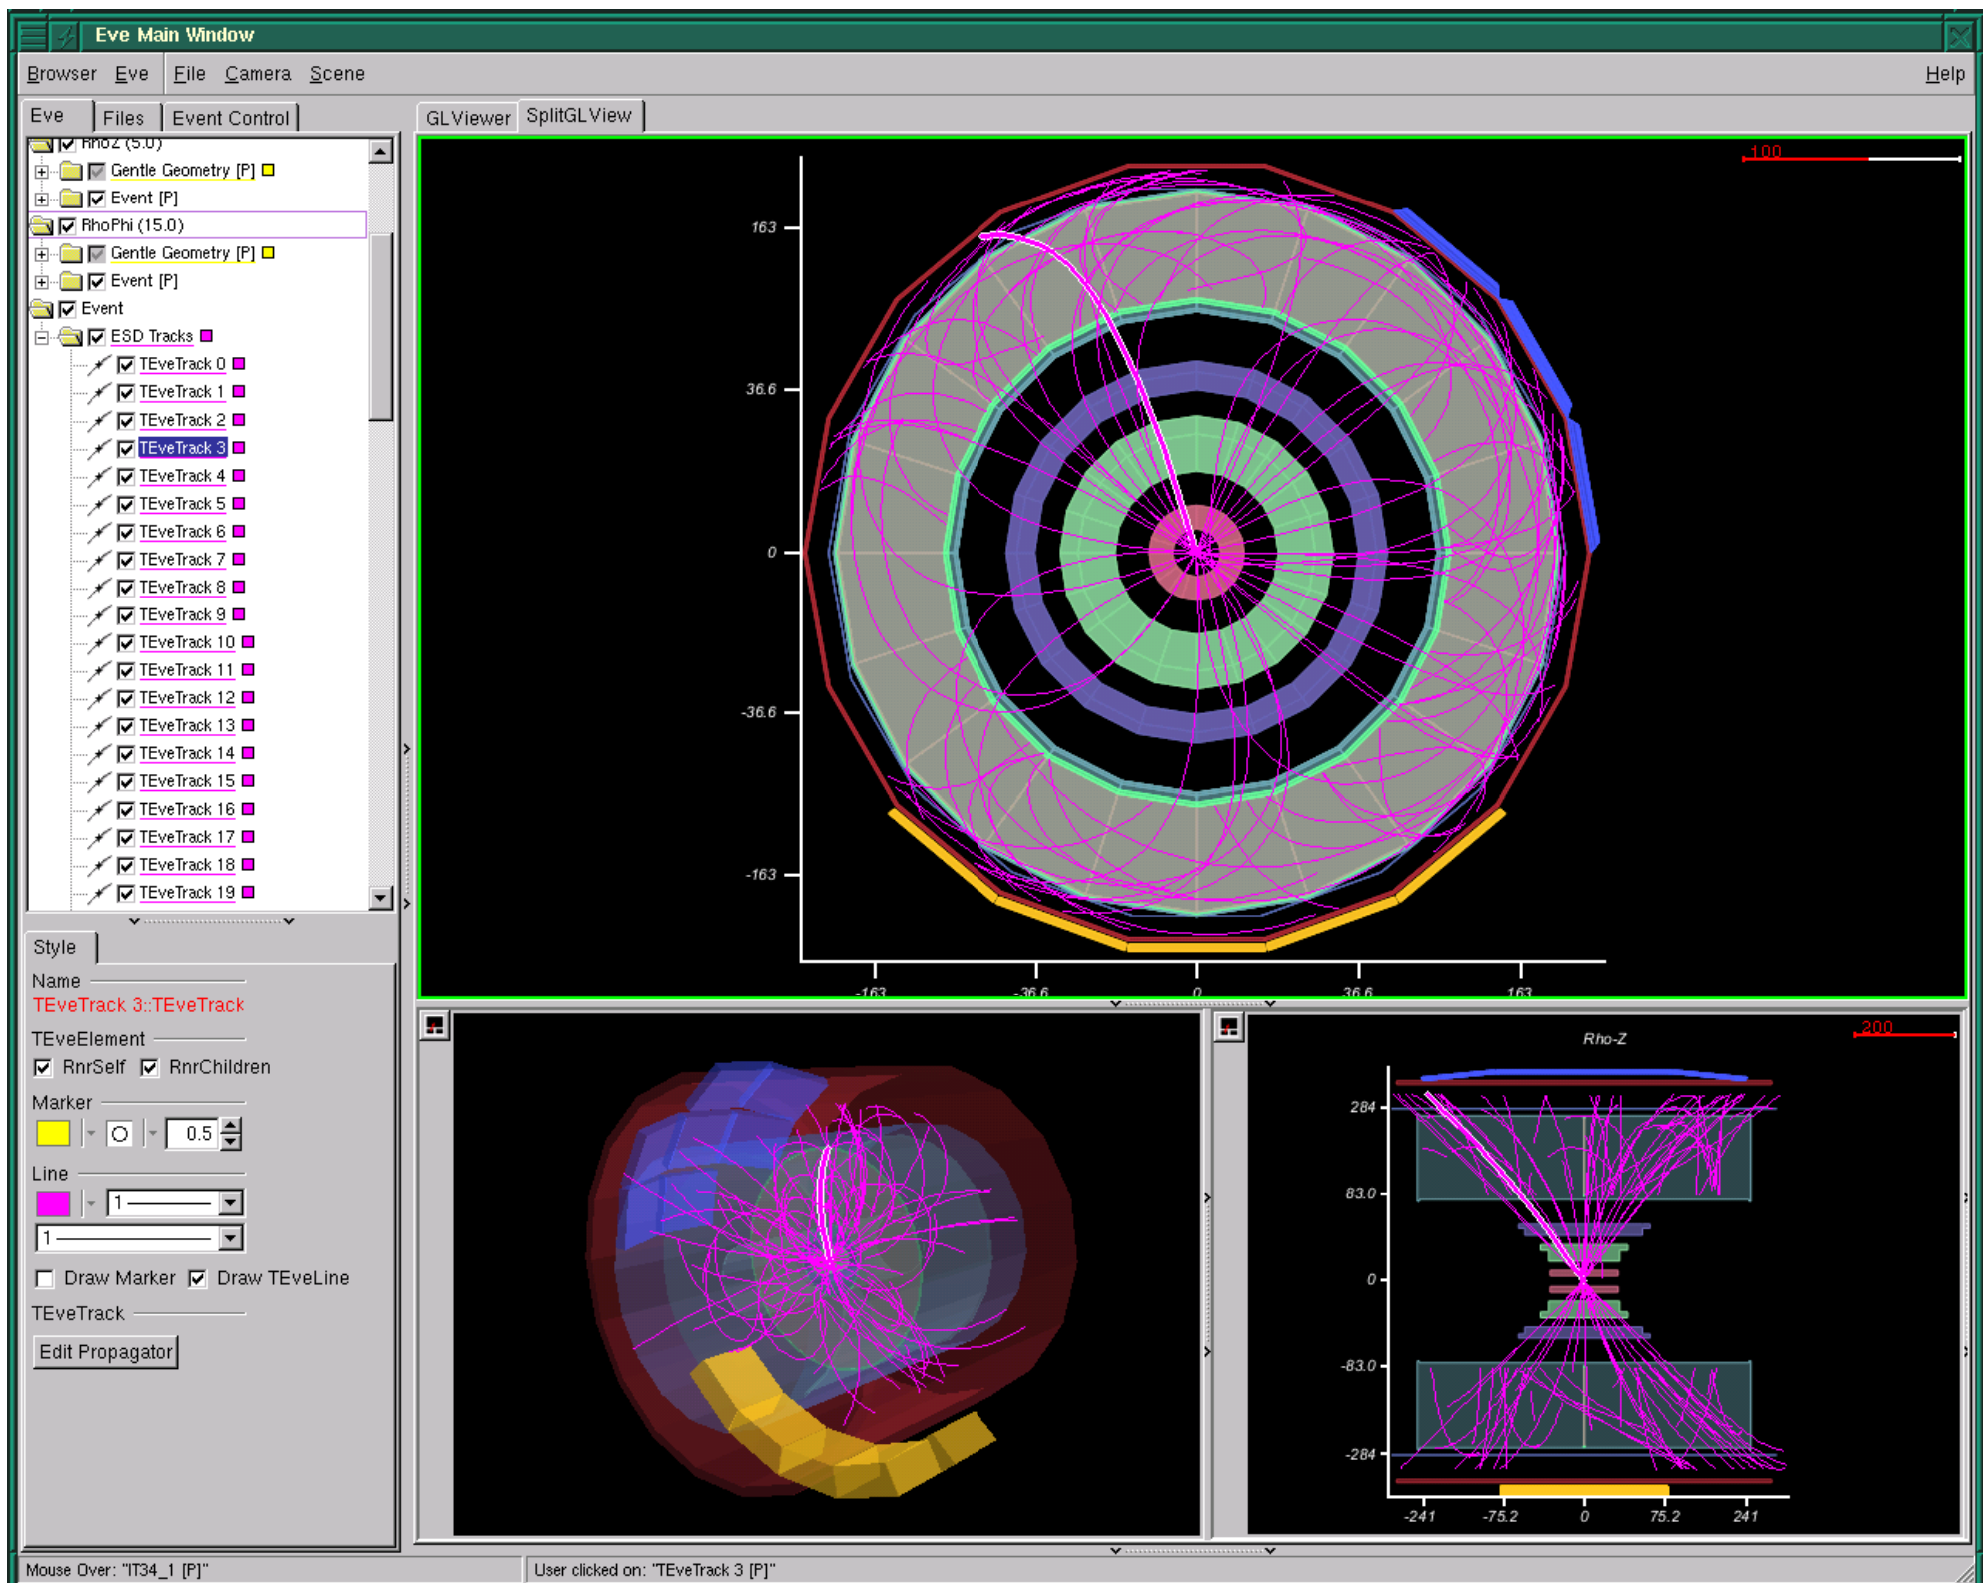 Eve Main Window
Browser Eve File Camera Scene Help
Eve Files Event Control GLViewer SplitGLView
RhoZ (5.0)
Gentle Geometry [P]
Event [P]
RhoPhi (15.0)
Gentle Geometry [P]
Event [P]
Event
ESD Tracks
TEveTrack 0
TEveTrack 1
TEveTrack 2
TEveTrack 3
TEveTrack 4
TEveTrack 5
TEveTrack 6
TEveTrack 7
TEveTrack 8
TEveTrack 9
TEveTrack 10
TEveTrack 11
TEveTrack 12
TEveTrack 13
TEveTrack 14
TEveTrack 15
TEveTrack 16
TEveTrack 17
TEveTrack 18
TEveTrack 19
100
163
36.6
0
-36.6
-163
-163 -36.6 0 36.6 163
Style
Name
TEveTrack 3::TEveTrack
TEveElement
RnrSelf RnrChildren
Marker
0.5
Line
1
1
Draw Marker Draw TEveLine
TEveTrack
Edit Propagator
Rho-Z
200
284
83.0
0
-83.0
-284
-241 -75.2 0 75.2 241
Mouse Over: "IT34_1 [P]" User clicked on: "TEveTrack 3 [P]"